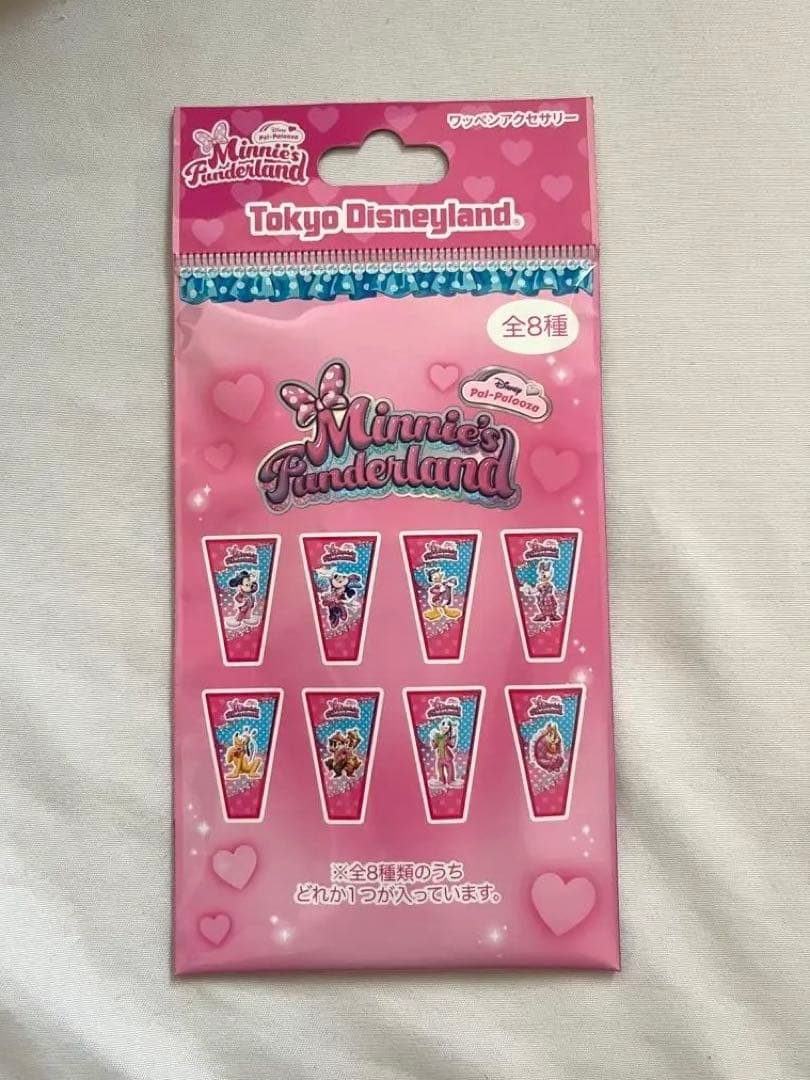 Disney
Pal-Palooza
Minnie's
Funderland
ワッペンアクセサリー
Tokyo Disneyland®
全8種
Disney
Pal-Palooza
Minnie's
Funderland
※全8種類のうち
どれか1つが入っています。